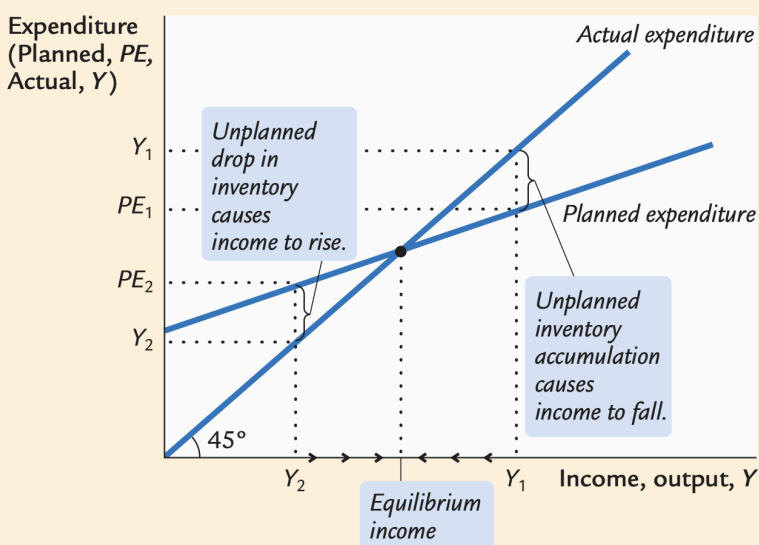 Expenditure
(Planned, PE,
Actual, Y)
Actual expenditure
Unplanned
drop in
inventory
causes
income to rise.
Y₁
PE₁
Planned expenditure
PE₂
Y₂
Unplanned
inventory
accumulation
causes
income to fall.
45°
Y₂
Y₁
Income, output, Y
Equilibrium
income